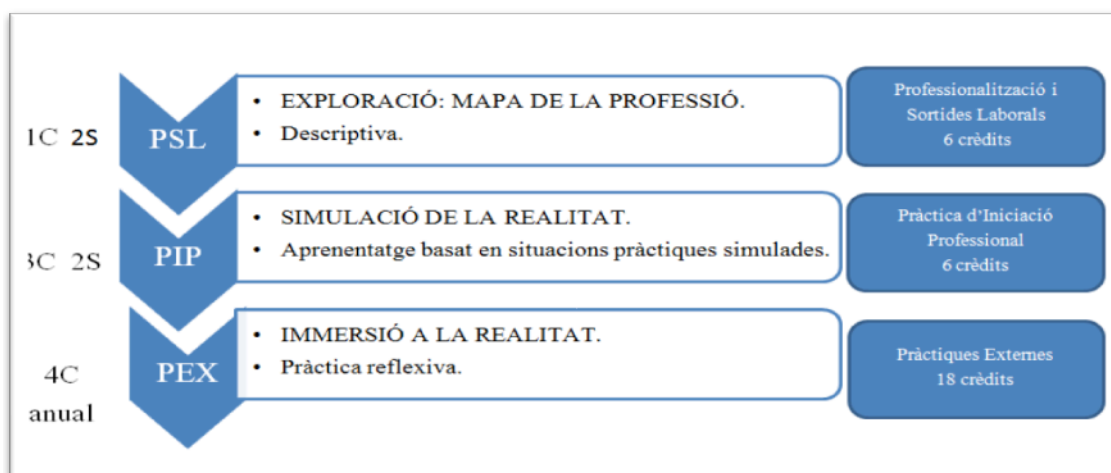 1C 2S
PSL
• EXPLORACIÓ: MAPA DE LA PROFESSIÓ.
• Descriptiva.
Professionalització i
Sortides Laborals
6 crèdits
3C 2S
PIP
• SIMULACIÓ DE LA REALITAT.
• Aprenentatge basat en situacions pràctiques simulades.
Pràctica d'Iniciació
Professional
6 crèdits
4C
anual
PEX
• IMMERSIÓ A LA REALITAT.
• Pràctica reflexiva.
Pràctiques Externes
18 crèdits